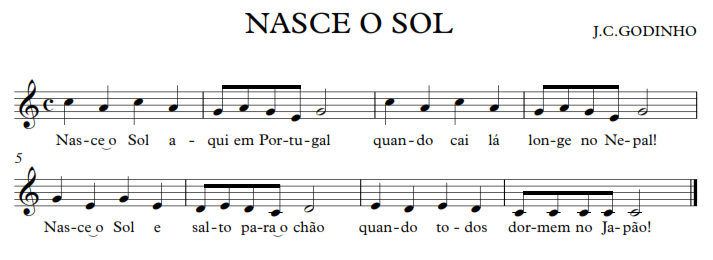 NASCE O SOL
J.C.GODINHO
Nas-ce o Sol a - qui em Por-tu-gal quan-do cai lá lon-ge no Ne-pal!
5
Nas-ce o Sol e sal-to pa-ra o chão quan-do to-dos dor-mem no Ja-pão!